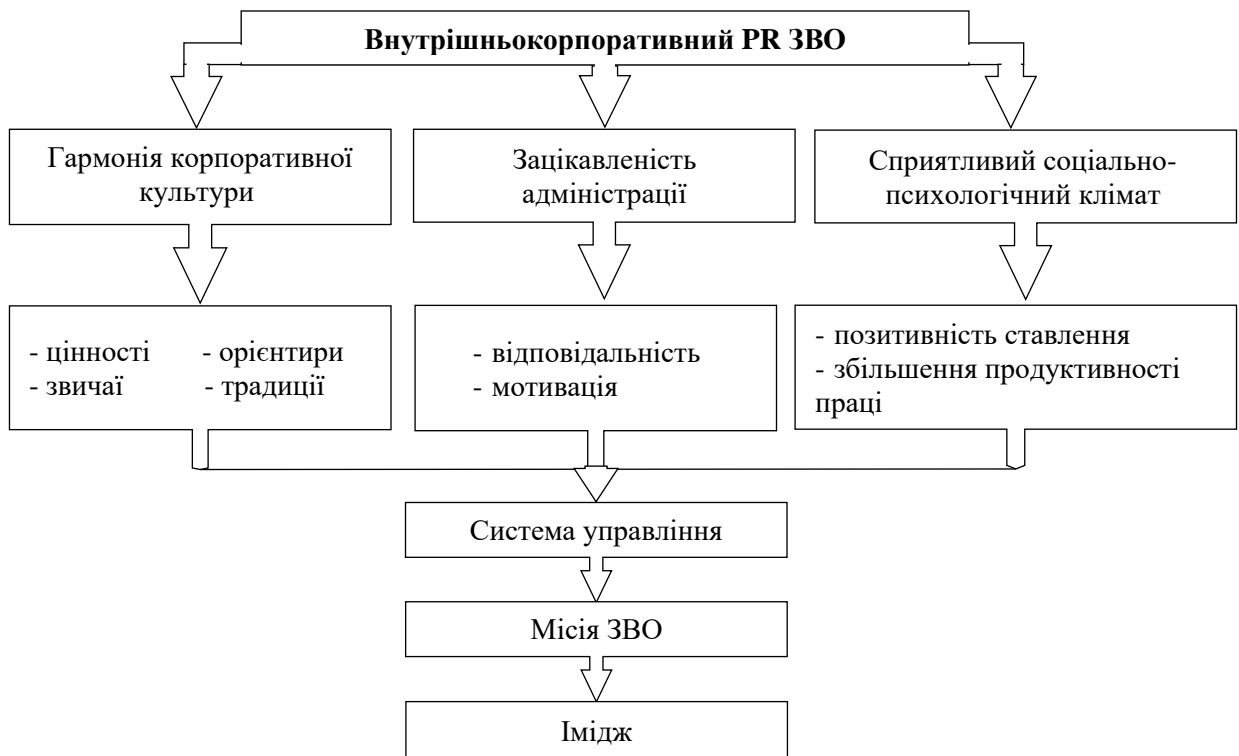 Внутрішньокорпоративний PR ЗВО
Гармонія корпоративної
культури
Зацікавленість
адміністрації
Сприятливий соціально-
психологічний клімат
- цінності - орієнтири
- звичаї - традиції
- відповідальність
- мотивація
- позитивність ставлення
- збільшення продуктивності
праці
Система управління
Місія ЗВО
Імідж